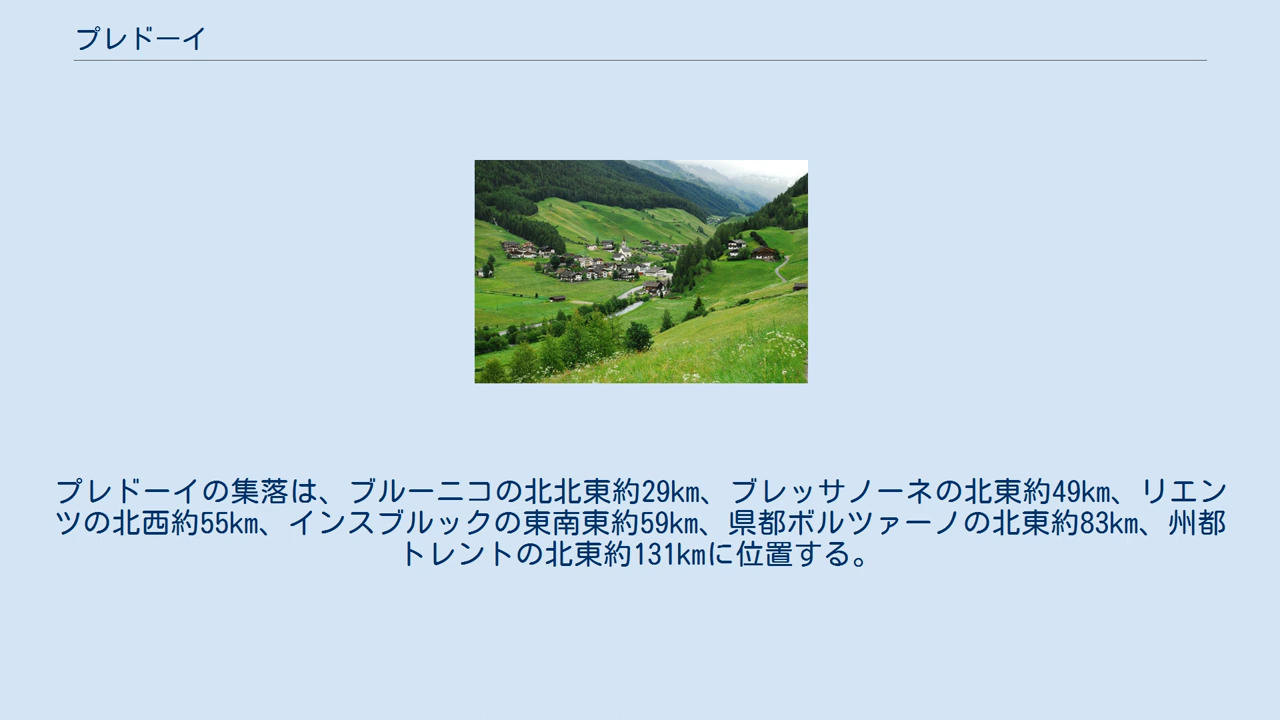 プレドーイ
プレドーイの集落は、ブルーニコの北北東約29km、ブレッサノーネの北東約49km、リエン
ツの北西約55km、インスブルックの東南東約59km、県都ボルツァーノの北東約83km、州都
トレントの北東約131kmに位置する。